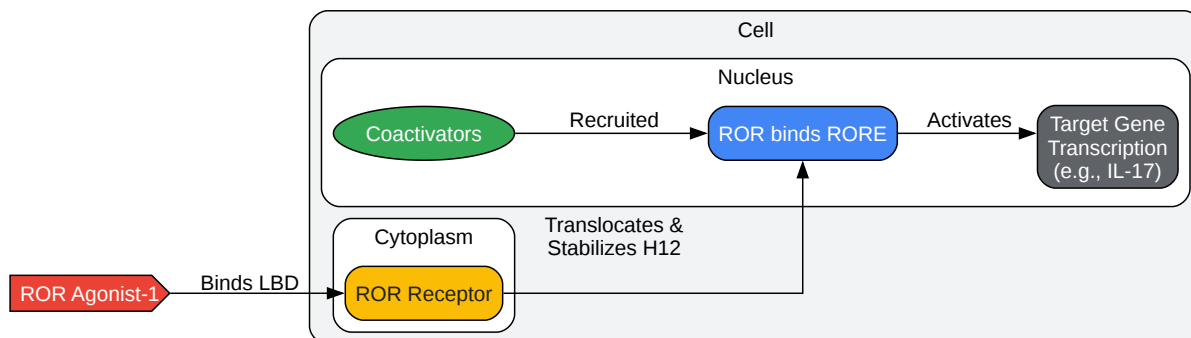 Cell
Nucleus
Coactivators
Recruited
ROR binds RORE
Activates
Target Gene
Transcription
(e.g., IL-17)
Translocates &
Stabilizes H12
Cytoplasm
ROR Agonist-1
Binds LBD
ROR Receptor